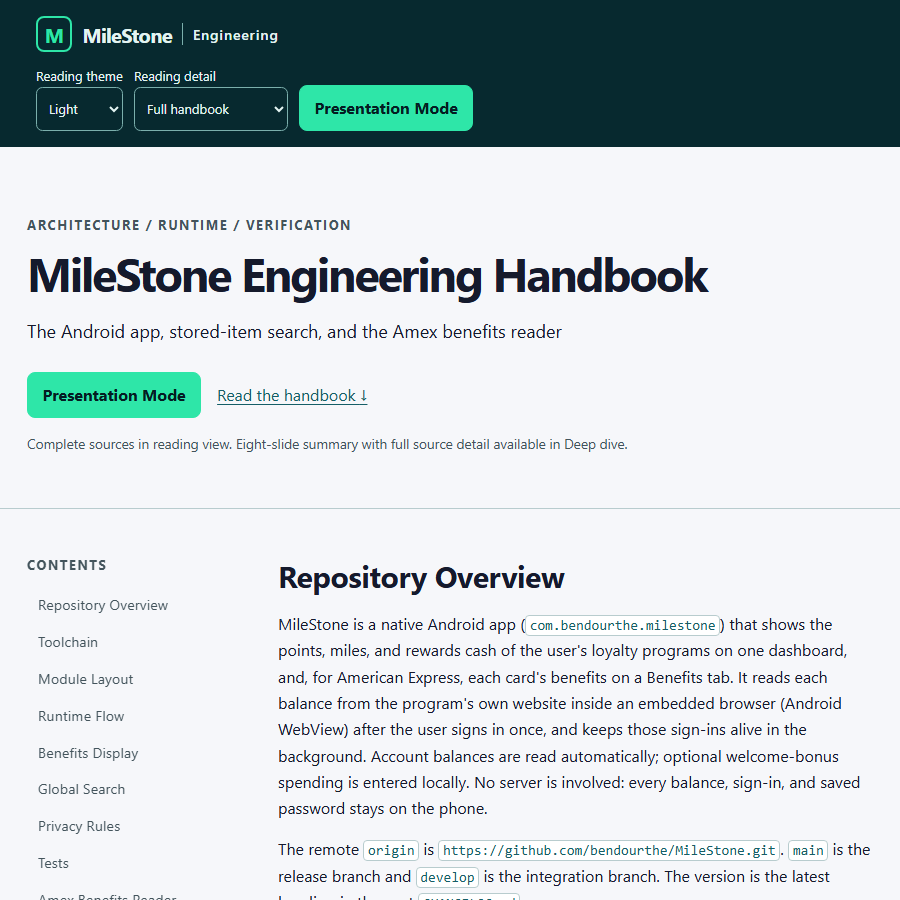 M MileStone Engineering
Reading theme Reading detail
Light Full handbook Presentation Mode
ARCHITECTURE / RUNTIME / VERIFICATION
MileStone Engineering Handbook
The Android app, stored-item search, and the Amex benefits reader
Presentation Mode Read the handbook ↓
Complete sources in reading view. Eight-slide summary with full source detail available in Deep dive.
CONTENTS
Repository Overview
Toolchain
Module Layout
Runtime Flow
Benefits Display
Global Search
Privacy Rules
Tests
Amex Benefits Reader
Repository Overview
MileStone is a native Android app (com.bendourthe.milestone) that shows the
points, miles, and rewards cash of the user's loyalty programs on one dashboard,
and, for American Express, each card's benefits on a Benefits tab. It reads each
balance from the program's own website inside an embedded browser (Android
WebView) after the user signs in once, and keeps those sign-ins alive in the
background. Account balances are read automatically; optional welcome-bonus
spending is entered locally. No server is involved: every balance, sign-in, and saved
password stays on the phone.
The remote origin is https://github.com/bendourthe/MileStone.git. main is the
release branch and develop is the integration branch. The version is the latest